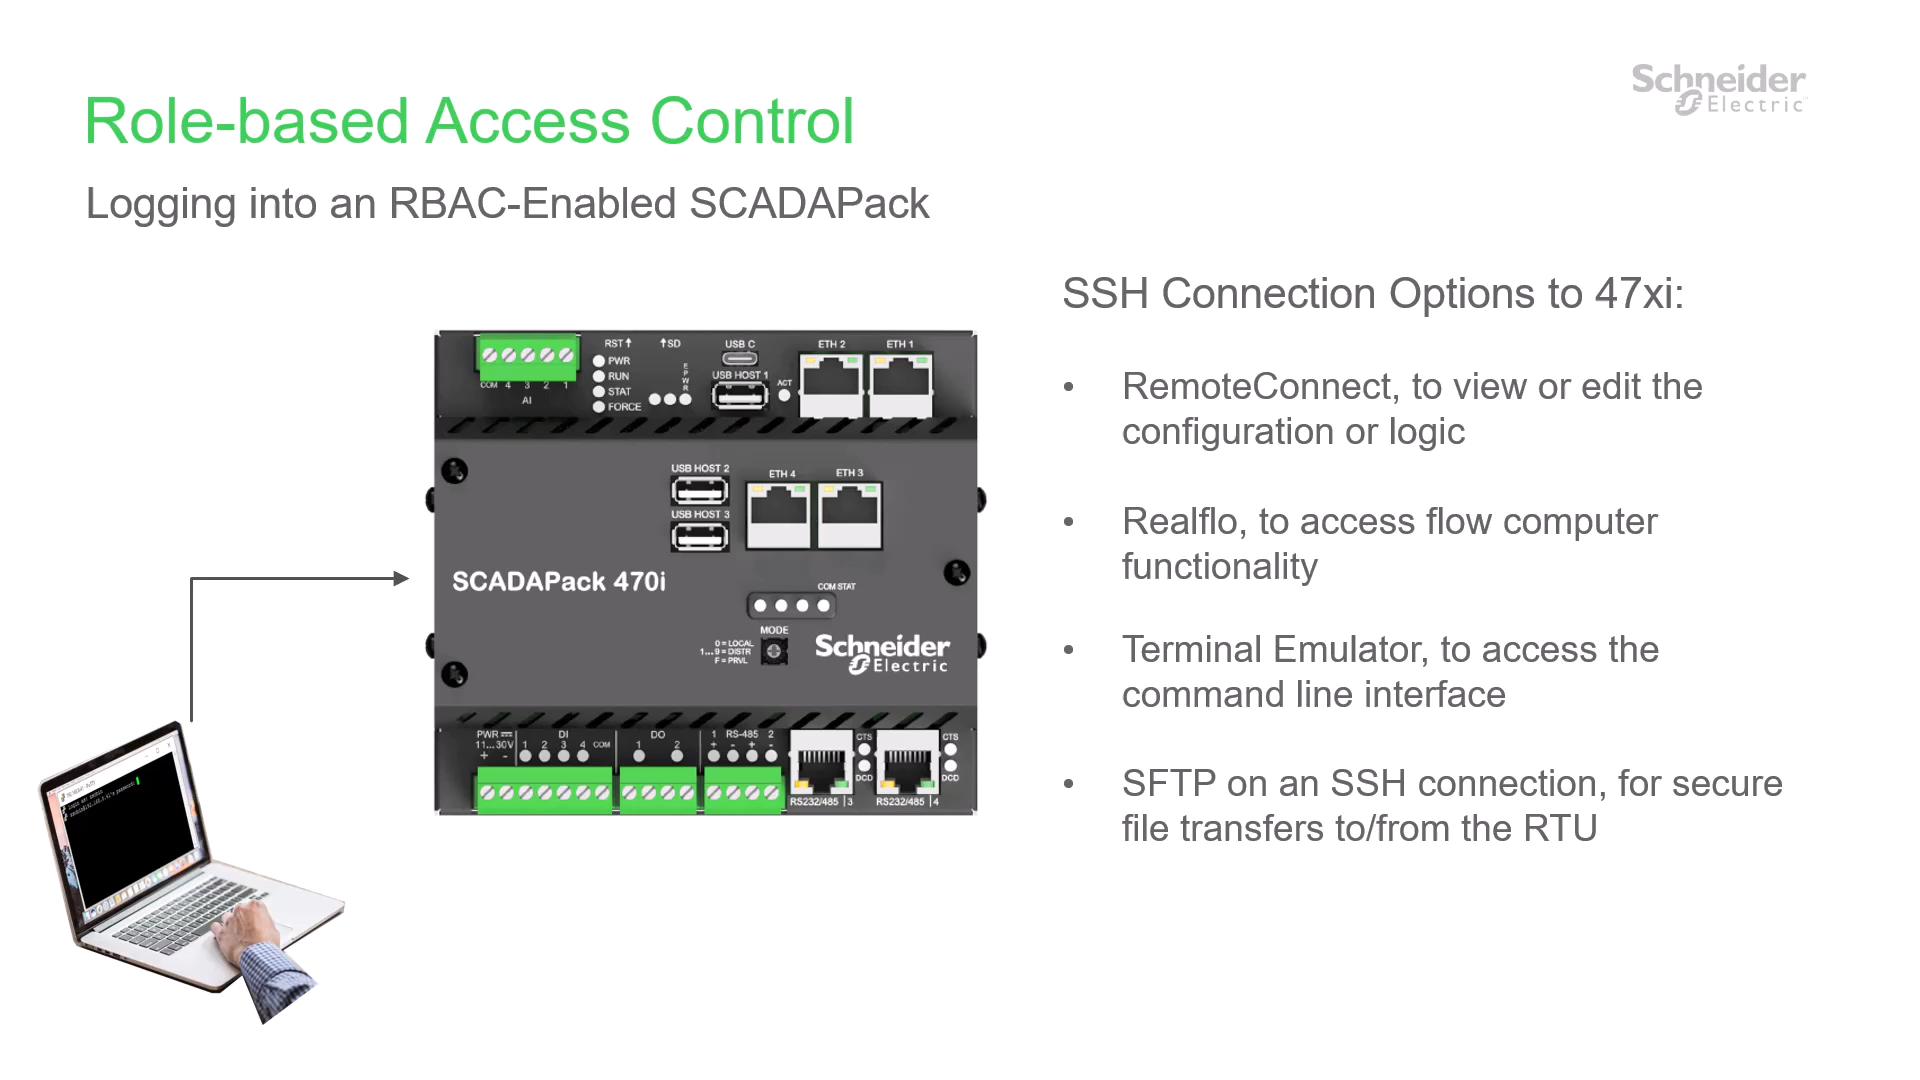 Schneider
Electric
Role-based Access Control
Logging into an RBAC-Enabled SCADAPack
SSH Connection Options to 47xi:
• RemoteConnect, to view or edit the
configuration or logic
• Realflo, to access flow computer
functionality
• Terminal Emulator, to access the
command line interface
• SFTP on an SSH connection, for secure
file transfers to/from the RTU
RST SD USB C ETH 2 ETH 1
PWR
RUN
STAT
FORCE
EPWR
USB HOST 1
ACT
COM 4 3 2 1
AI
USB HOST 2 ETH 4 ETH 3
USB HOST 3
SCADAPack 470i
COM STAT
MODE
0 = LOCAL
1...9 = DISTR
F = PRVL
Schneider
Electric
PWR DI DO 1 RS-485 2
11...30V 1 2 3 4 COM 1 2 + - + -
+ -
CTS CTS
DCD DCD
RS232/485 3 RS232/485 4